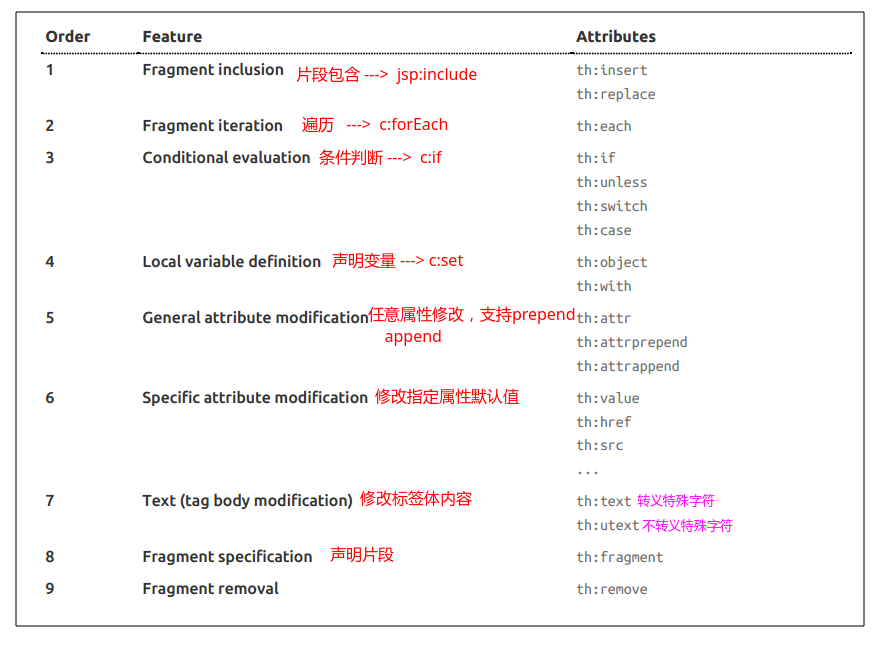 Order Feature Attributes
1 Fragment inclusion 片段包含 ---> jsp:include th:insert
th:replace
2 Fragment iteration 遍历 ---> c:forEach th:each
3 Conditional evaluation 条件判断 ---> c:if th:if
th:unless
th:switch
th:case
4 Local variable definition 声明变量 ---> c:set th:object
th:with
5 General attribute modification 任意属性修改，支持prepend th:attr
append th:attrprepend
th:attrappend
6 Specific attribute modification 修改指定属性默认值 th:value
th:href
th:src
...
7 Text (tag body modification) 修改标签体内容 th:text 转义特殊字符
th:utext 不转义特殊字符
8 Fragment specification 声明片段 th:fragment
9 Fragment removal th:remove